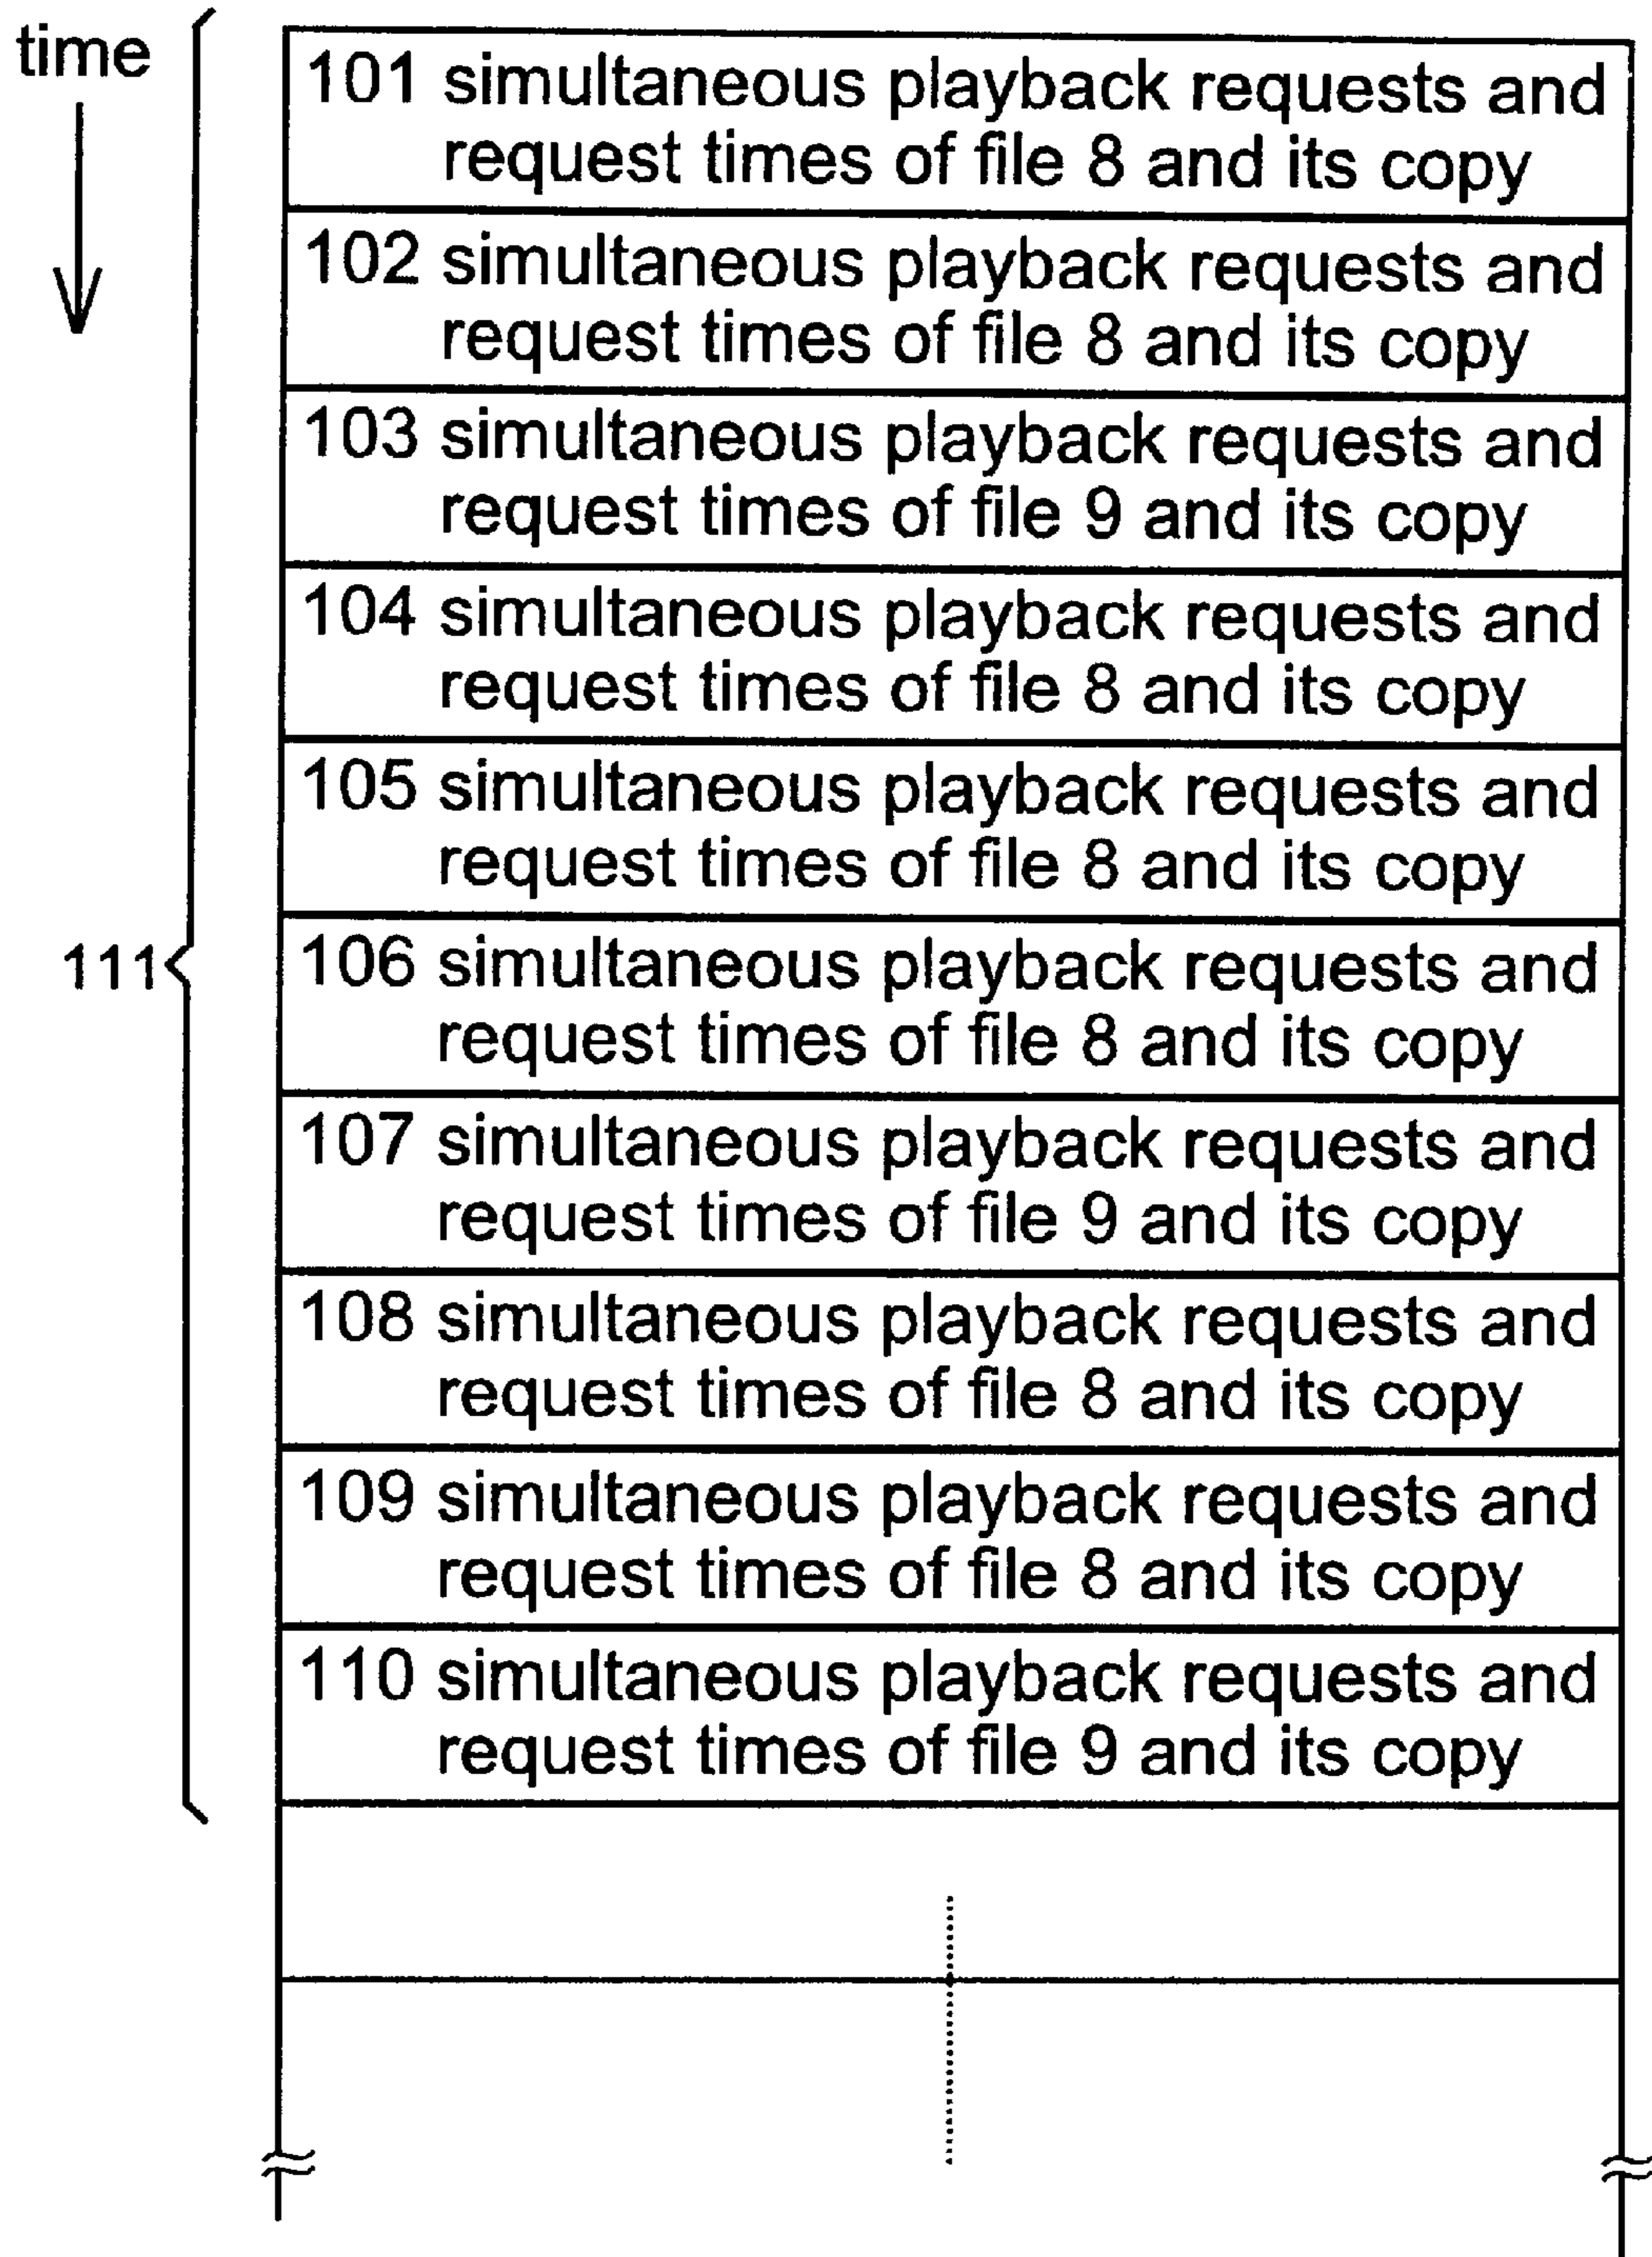 time
101 simultaneous playback requests and
request times of file 8 and its copy
102 simultaneous playback requests and
request times of file 8 and its copy
103 simultaneous playback requests and
request times of file 9 and its copy
104 simultaneous playback requests and
request times of file 8 and its copy
105 simultaneous playback requests and
request times of file 8 and its copy
111
106 simultaneous playback requests and
request times of file 8 and its copy
107 simultaneous playback requests and
request times of file 9 and its copy
108 simultaneous playback requests and
request times of file 8 and its copy
109 simultaneous playback requests and
request times of file 8 and its copy
110 simultaneous playback requests and
request times of file 9 and its copy